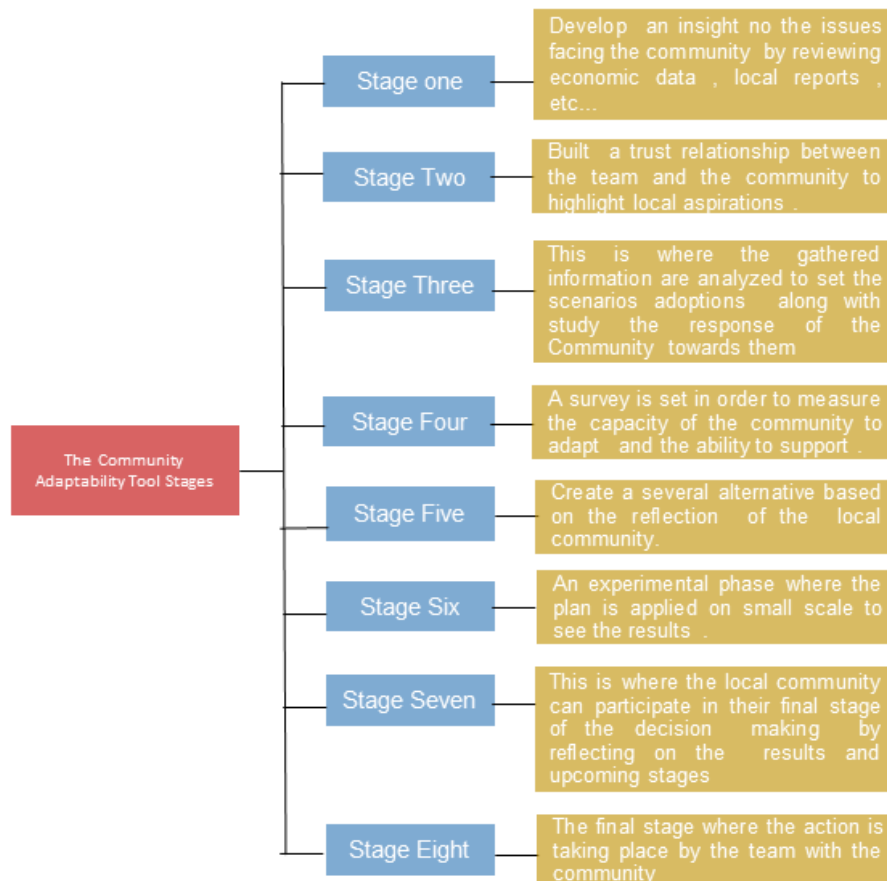 The Community
Adaptability Tool Stages
Stage one
Develop an insight no the issues
facing the community by reviewing
economic data , local reports ,
etc...
Stage Two
Built a trust relationship between
the team and the community to
highlight local aspirations .
Stage Three
This is where the gathered
information are analyzed to set the
scenarios adoptions along with
study the response of the
Community towards them
Stage Four
A survey is set in order to measure
the capacity of the community to
adapt and the ability to support .
Stage Five
Create a several alternative based
on the reflection of the local
community.
Stage Six
An experimental phase where the
plan is applied on small scale to
see the results .
Stage Seven
This is where the local community
can participate in their final stage
of the decision making by
reflecting on the results and
upcoming stages
Stage Eight
The final stage where the action is
taking place by the team with the
community